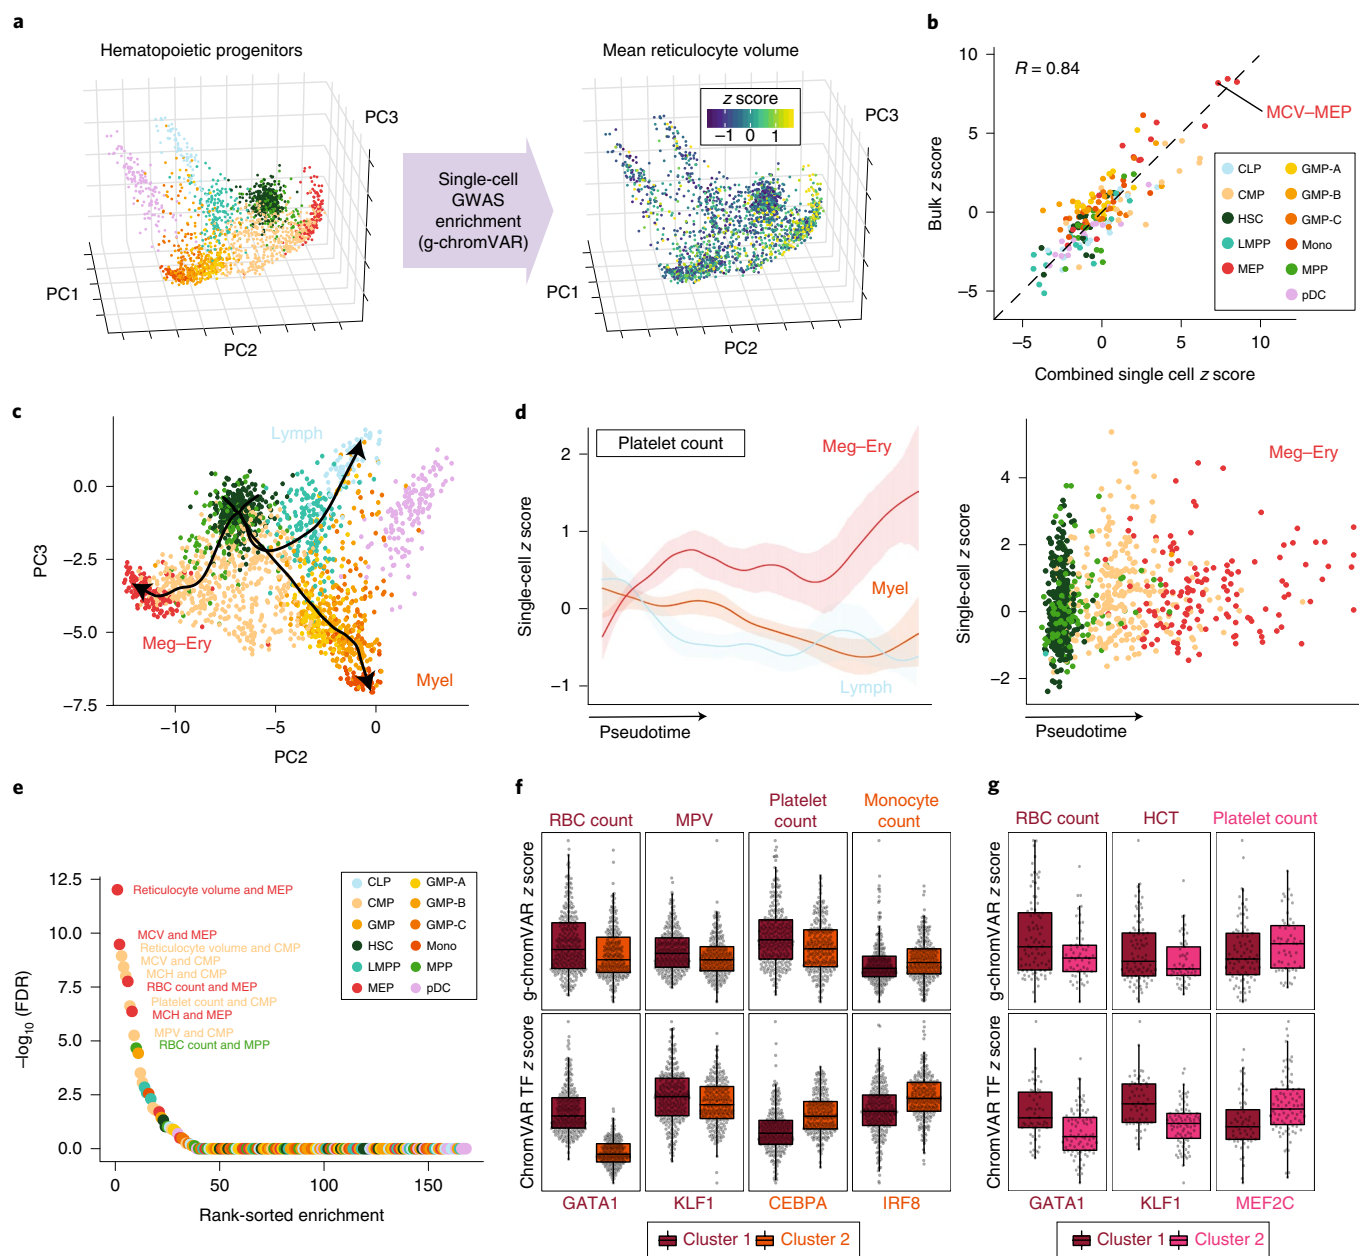 a
Hematopoietic progenitors
PC3
PC1
PC2
Single-cell
GWAS
enrichment
(g-chromVAR)
Mean reticulocyte volume
z score
−1 0 1
PC3
PC1
PC2
b
R = 0.84
MCV–MEP
Bulk z score
10
5
0
−5
−5 0 5 10
Combined single cell z score
CLP
CMP
HSC
LMPP
MEP
GMP-A
GMP-B
GMP-C
Mono
MPP
pDC
c
Lymph
Meg–Ery
Myel
PC3
0.0
−2.5
−5.0
−7.5
−10 −5 0
PC2
d
Platelet count
Meg–Ery
Myel
Lymph
Single-cell z score
2
1
0
−1
Pseudotime
Meg–Ery
Single-cell z score
4
2
0
−2
Pseudotime
e
−log10 (FDR)
12.5
10.0
7.5
5.0
2.5
0.0
Reticulocyte volume and MEP
MCV and MEP
Reticulocyte volume and CMP
MCV and CMP
MCH and CMP
RBC count and MEP
Platelet count and CMP
MCH and MEP
MPV and CMP
RBC count and MPP
CLP
CMP
GMP
HSC
LMPP
MEP
GMP-A
GMP-B
GMP-C
Mono
MPP
pDC
0 50 100 150
Rank-sorted enrichment
f
RBC count
MPV
Platelet
count
Monocyte
count
g-chromVAR z score
ChromVAR TF z score
GATA1
KLF1
CEBPA
IRF8
Cluster 1
Cluster 2
g
RBC count
HCT
Platelet count
g-chromVAR z score
ChromVAR TF z score
GATA1
KLF1
MEF2C
Cluster 1
Cluster 2